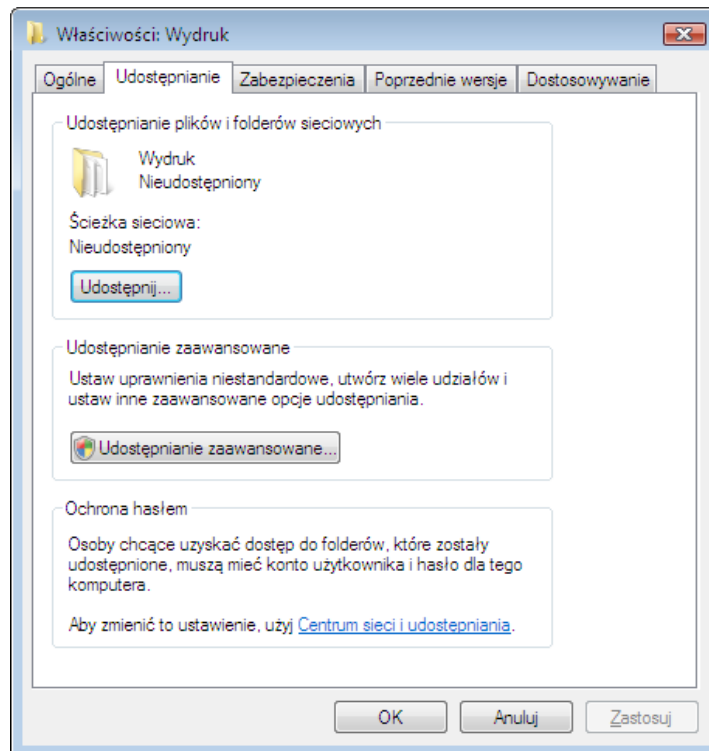 Właściwości: Wydruk
Ogólne Udostępnianie Zabezpieczenia Poprzednie wersje Dostosowywanie
Udostępnianie plików i folderów sieciowych
Wydruk
Nieudostępniony
Ścieżka sieciowa:
Nieudostępniony
Udostępnij...
Udostępnianie zaawansowane
Ustaw uprawnienia niestandardowe, utwórz wiele udziałów i
ustaw inne zaawansowane opcje udostępniania.
Udostępnianie zaawansowane...
Ochrona hasłem
Osoby chcące uzyskać dostęp do folderów, które zostały
udostępnione, muszą mieć konto użytkownika i hasło dla tego
komputera.
Aby zmienić to ustawienie, użyj Centrum sieci i udostępniania.
OK Anuluj Zastosuj